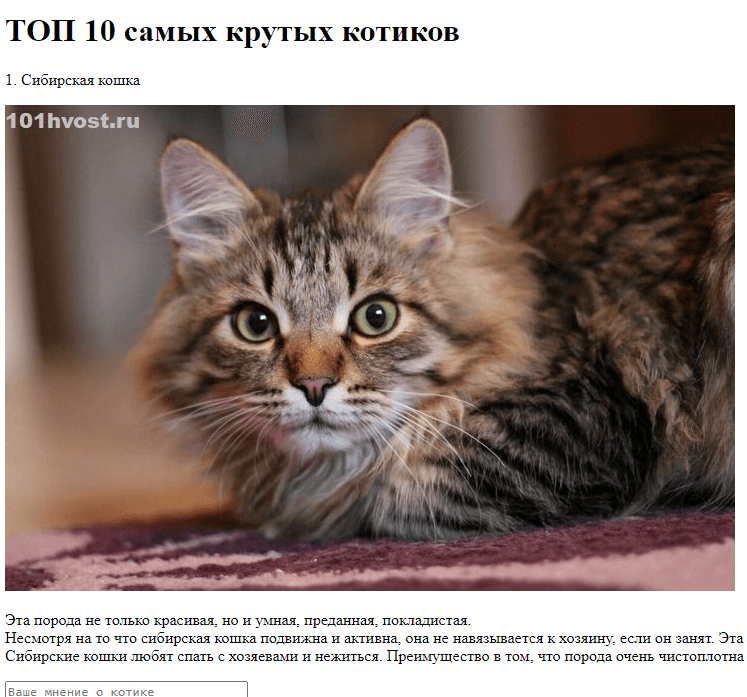 ТОП 10 самых крутых котиков
1. Сибирская кошка
101hvost.ru
Эта порода не только красивая, но и умная, преданная, покладистая.
Несмотря на то что сибирская кошка подвижна и активна, она не навязывается к хозяину, если он занят. Эта
Сибирские кошки любят спать с хозяевами и нежиться. Преимущество в том, что порода очень чистоплотна
Ваше мнение о котике